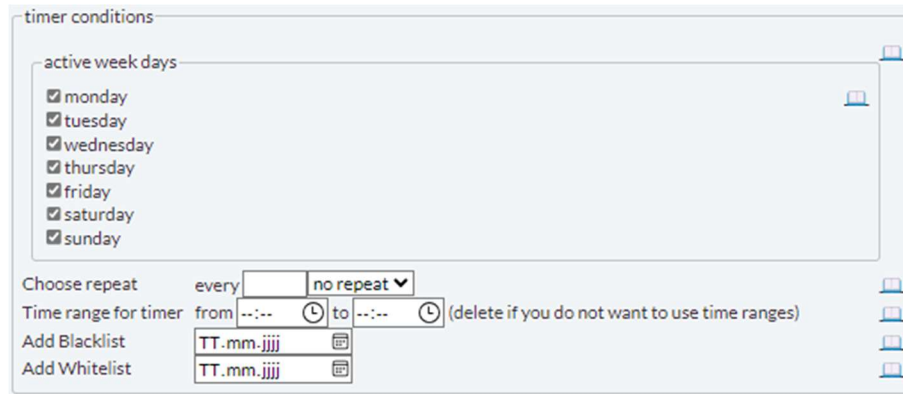 timer conditions
active week days
monday
tuesday
wednesday
thursday
friday
saturday
sunday
Choose repeat every no repeat
Time range for timer from --:-- to --:-- (delete if you do not want to use time ranges)
Add Blacklist TT.mm.jjjj
Add Whitelist TT.mm.jjjj